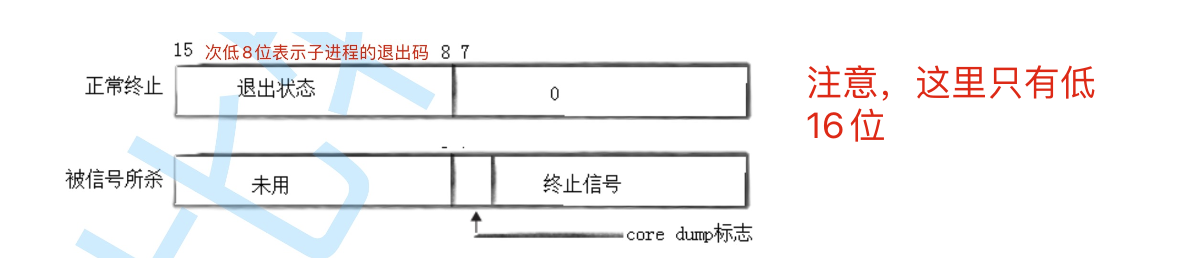 15 次低8位表示子进程的退出码 8 7
正常终止 退出状态 0
注意，这里只有低
16位
被信号所杀 未用 终止信号
core dump标志